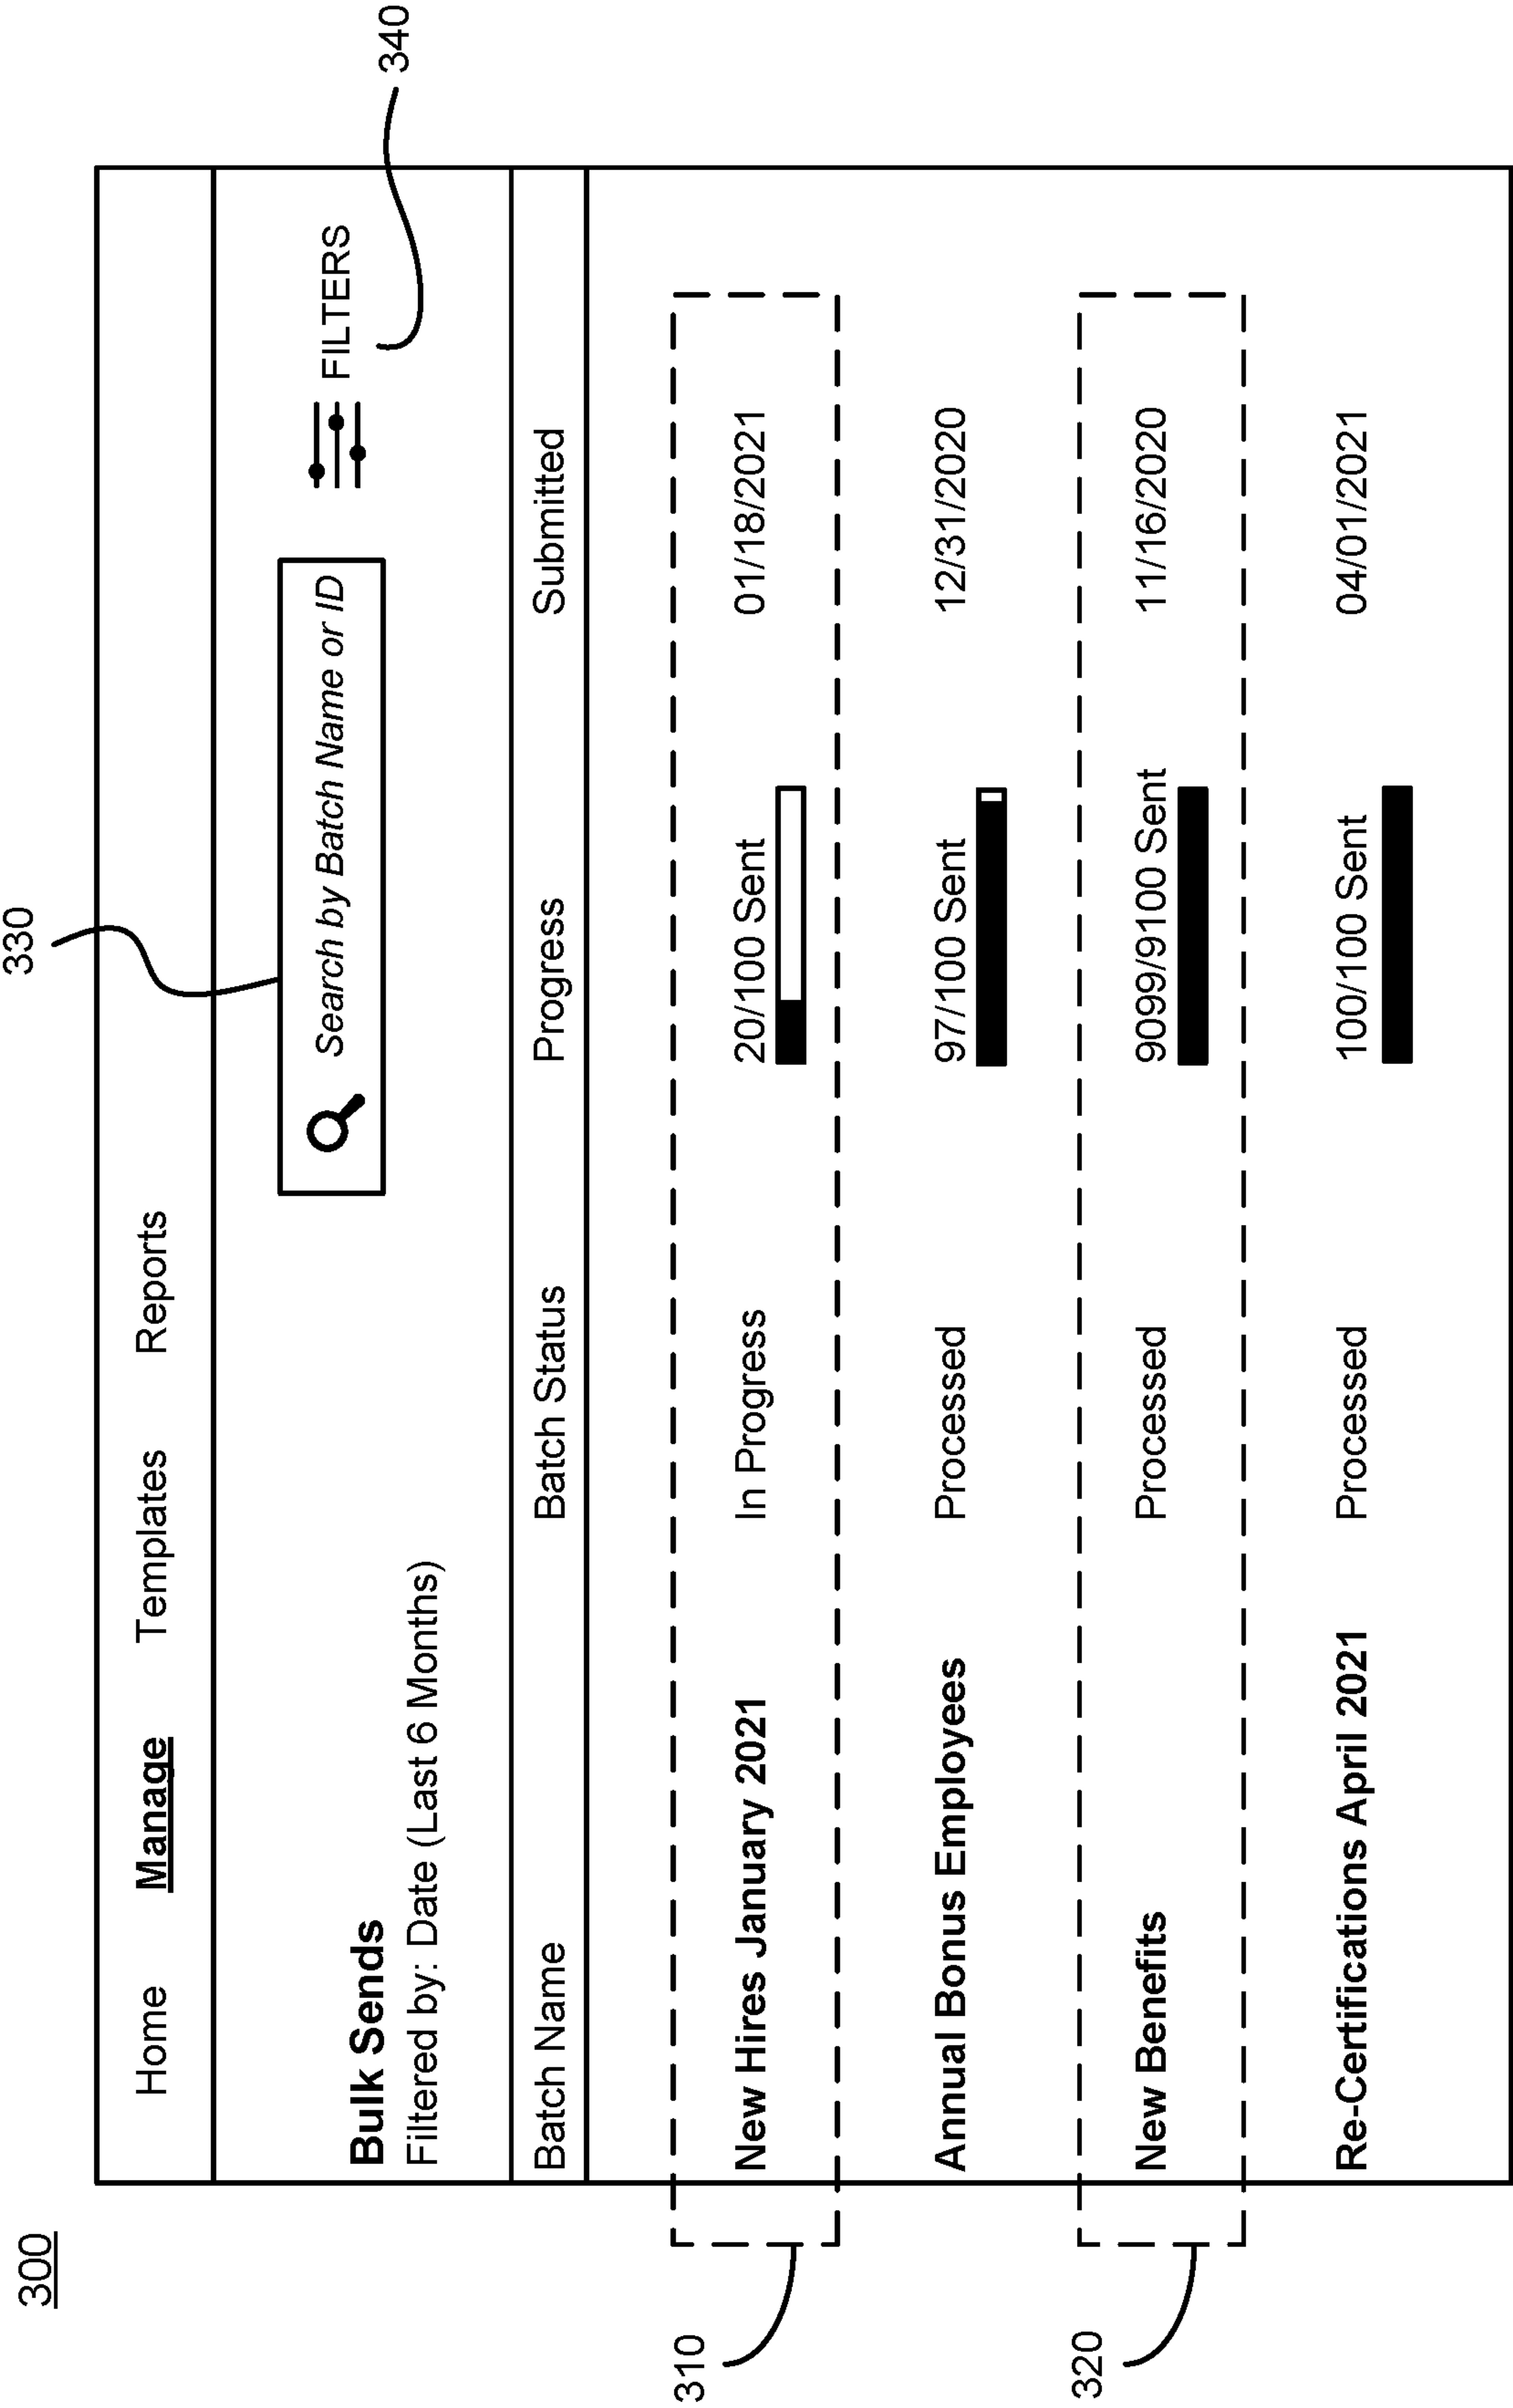 300
330
340
Home Manage Templates Reports
Search by Batch Name or ID FILTERS
Bulk Sends
Filtered by: Date (Last 6 Months)
Batch Name Batch Status Progress Submitted
310
New Hires January 2021 In Progress 20/100 Sent 01/18/2021
Annual Bonus Employees Processed 97/100 Sent 12/31/2020
320
New Benefits Processed 9099/9100 Sent 11/16/2020
Re-Certifications April 2021 Processed 100/100 Sent 04/01/2021